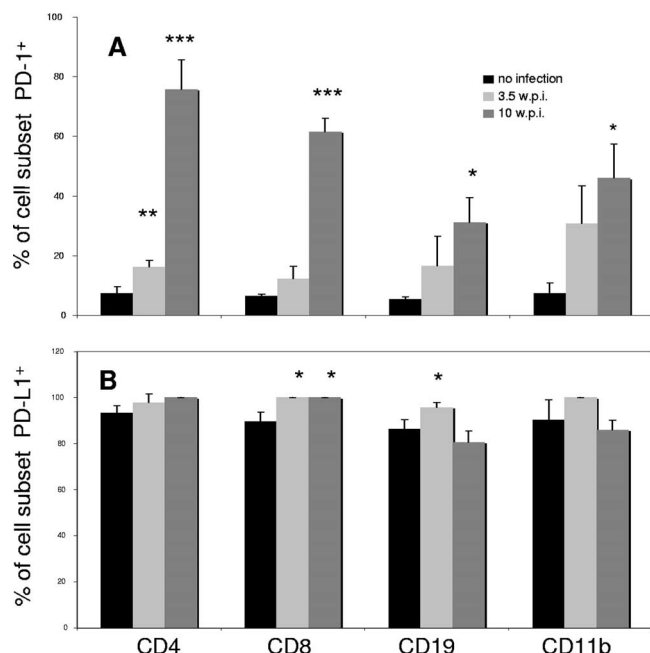 A
% of cell subset PD-1+
100
80
60
40
20
0
***
**
***
*
*
no infection
3.5 w.p.i.
10 w.p.i.
B
% of cell subset PD-L1+
120
100
80
60
40
20
0
* *
*
CD4 CD8 CD19 CD11b